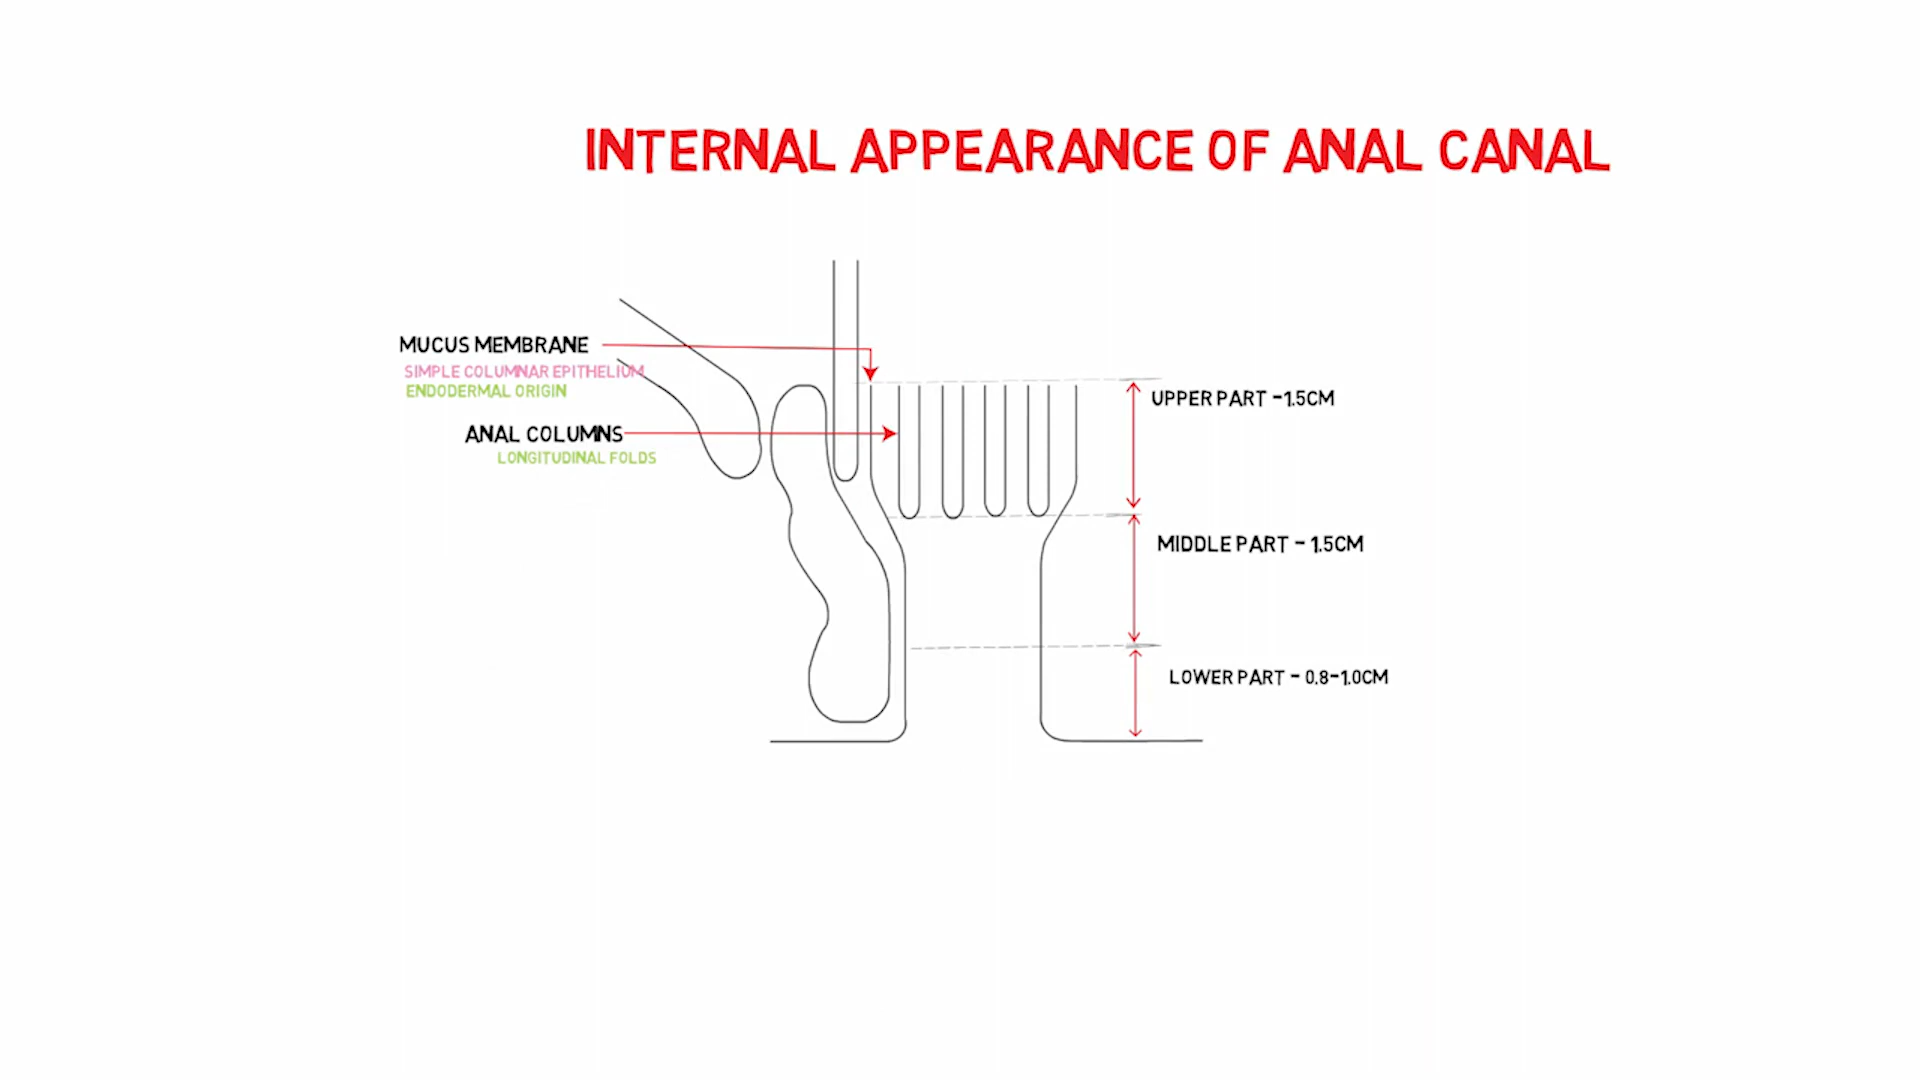 INTERNAL APPEARANCE OF ANAL CANAL
MUCUS MEMBRANE
SIMPLE COLUMNAR EPITHELIUM
ENDODERMAL ORIGIN
ANAL COLUMNS
LONGITUDINAL FOLDS
UPPER PART -1.5CM
MIDDLE PART - 1.5CM
LOWER PART - 0.8-1.0CM